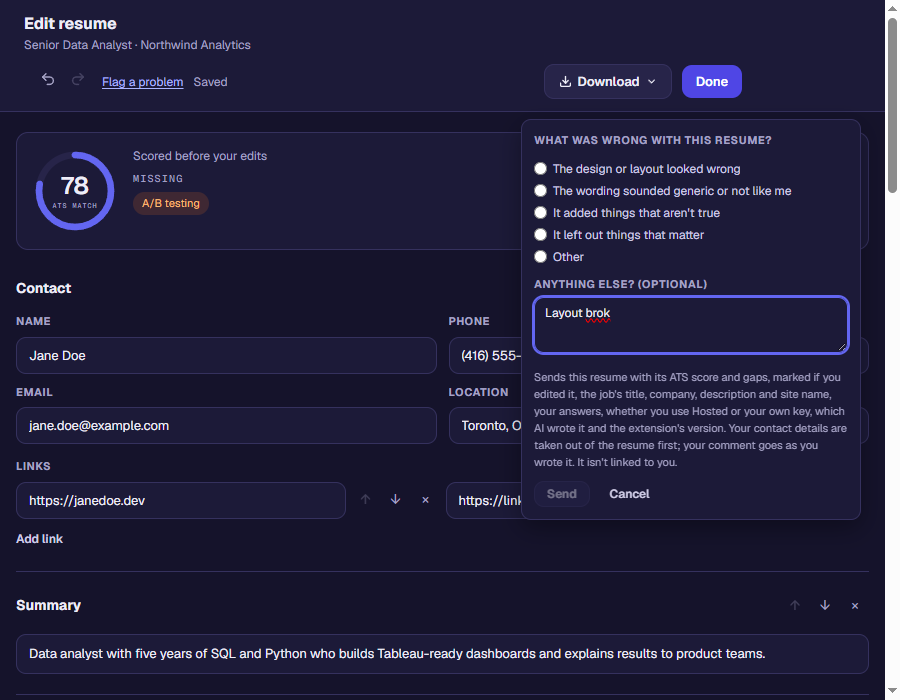 Edit resume
Senior Data Analyst · Northwind Analytics
Flag a problem
Saved
Download
Done
78
ATS MATCH
Scored before your edits
MISSING
A/B testing
WHAT WAS WRONG WITH THIS RESUME?
The design or layout looked wrong
The wording sounded generic or not like me
It added things that aren't true
It left out things that matter
Other
ANYTHING ELSE? (OPTIONAL)
Layout brok
Sends this resume with its ATS score and gaps, marked if you
edited it, the job's title, company, description and site name,
your answers, whether you use Hosted or your own key, which
AI wrote it and the extension's version. Your contact details are
taken out of the resume first; your comment goes as you
wrote it. It isn't linked to you.
Send
Cancel
Contact
NAME
Jane Doe
PHONE
(416) 555-
EMAIL
jane.doe@example.com
LOCATION
Toronto, O
LINKS
https://janedoe.dev
https://link
Add link
Summary
Data analyst with five years of SQL and Python who builds Tableau-ready dashboards and explains results to product teams.